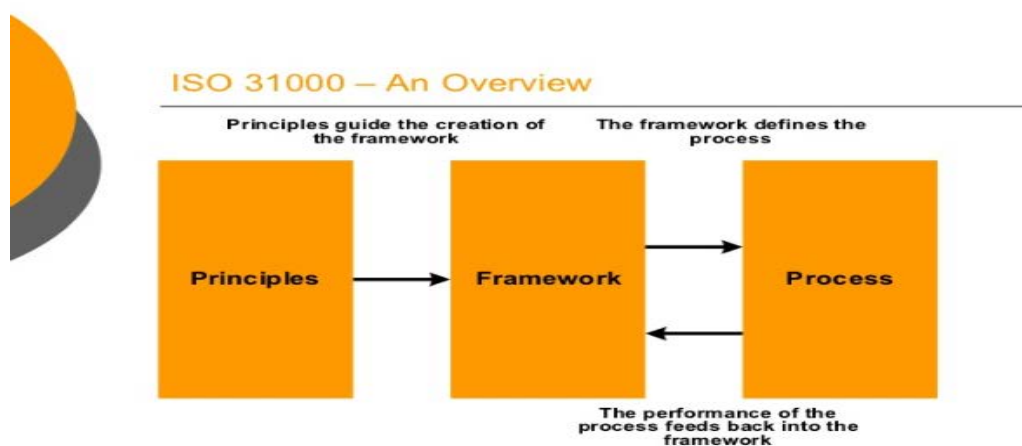 ISO 31000 – An Overview
Principles guide the creation of
the framework
The framework defines the
process
Principles
Framework
Process
The performance of the
process feeds back into the
framework